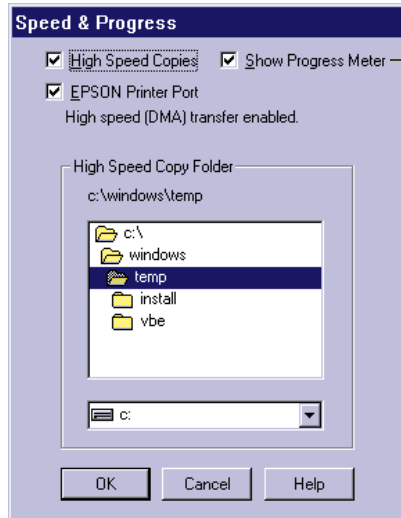 Speed & Progress
High Speed Copies Show Progress Meter
EPSON Printer Port
High speed (DMA) transfer enabled.
High Speed Copy Folder
c:\windows\temp
c:\
windows
temp
install
vbe
c:
OK Cancel Help